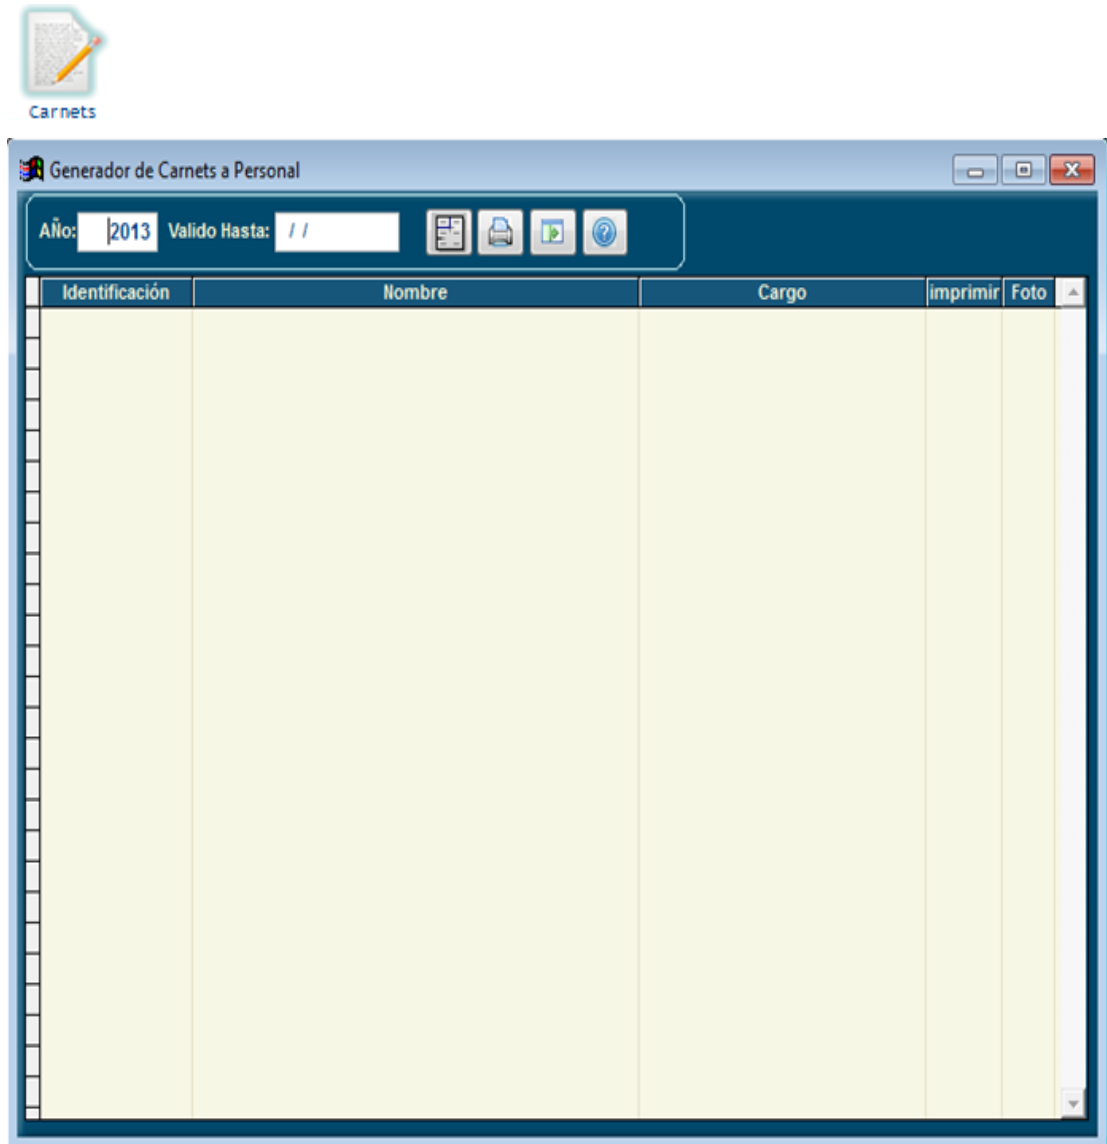 Carnets
Generador de Carnets a Personal
AÑo: 2013 Valido Hasta: / /
Identificación Nombre Cargo imprimir Foto